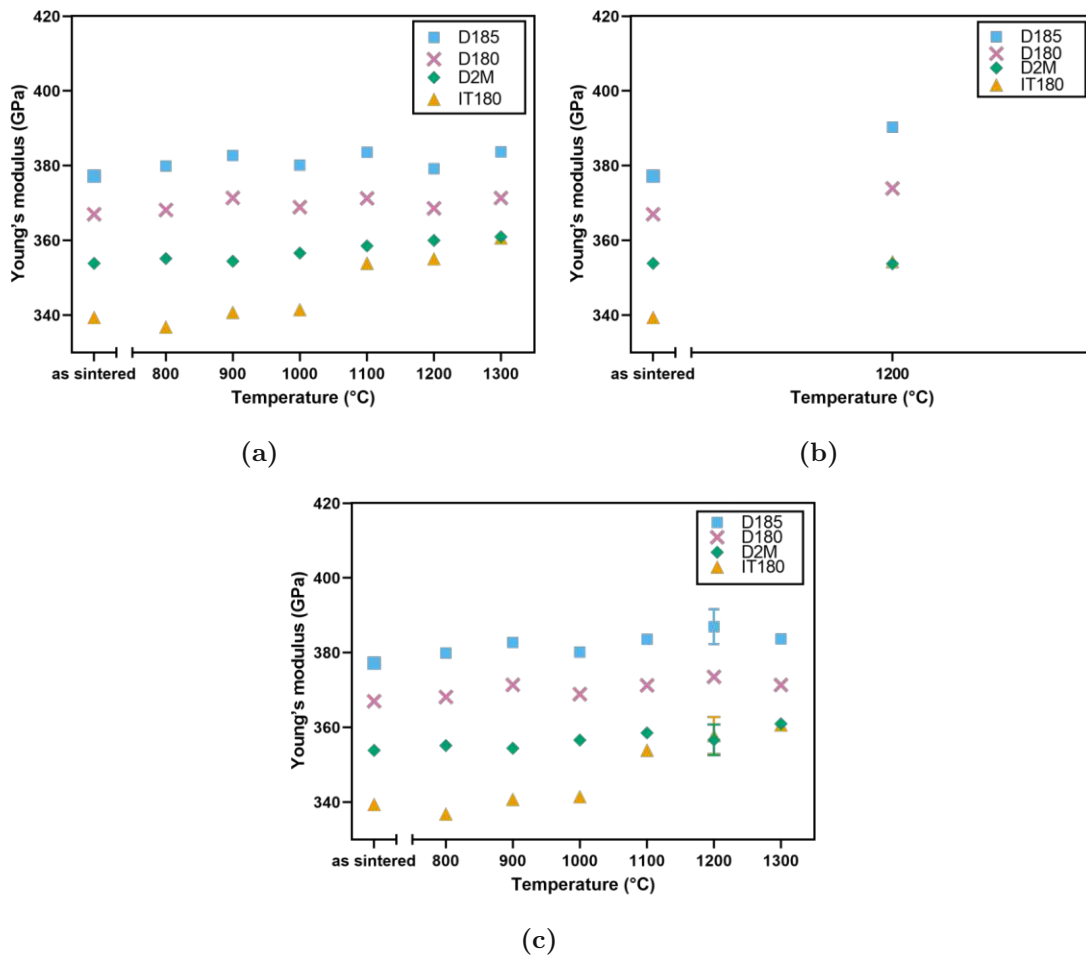 420
400
380
360
340
Young's modulus (GPa)
D185
D180
D2M
IT180
as sintered 800 900 1000 1100 1200 1300
Temperature (°C)
(a)
420
400
380
360
340
Young's modulus (GPa)
D185
D180
D2M
IT180
as sintered 1200
Temperature (°C)
(b)
420
400
380
360
340
Young's modulus (GPa)
D185
D180
D2M
IT180
as sintered 800 900 1000 1100 1200 1300
Temperature (°C)
(c)